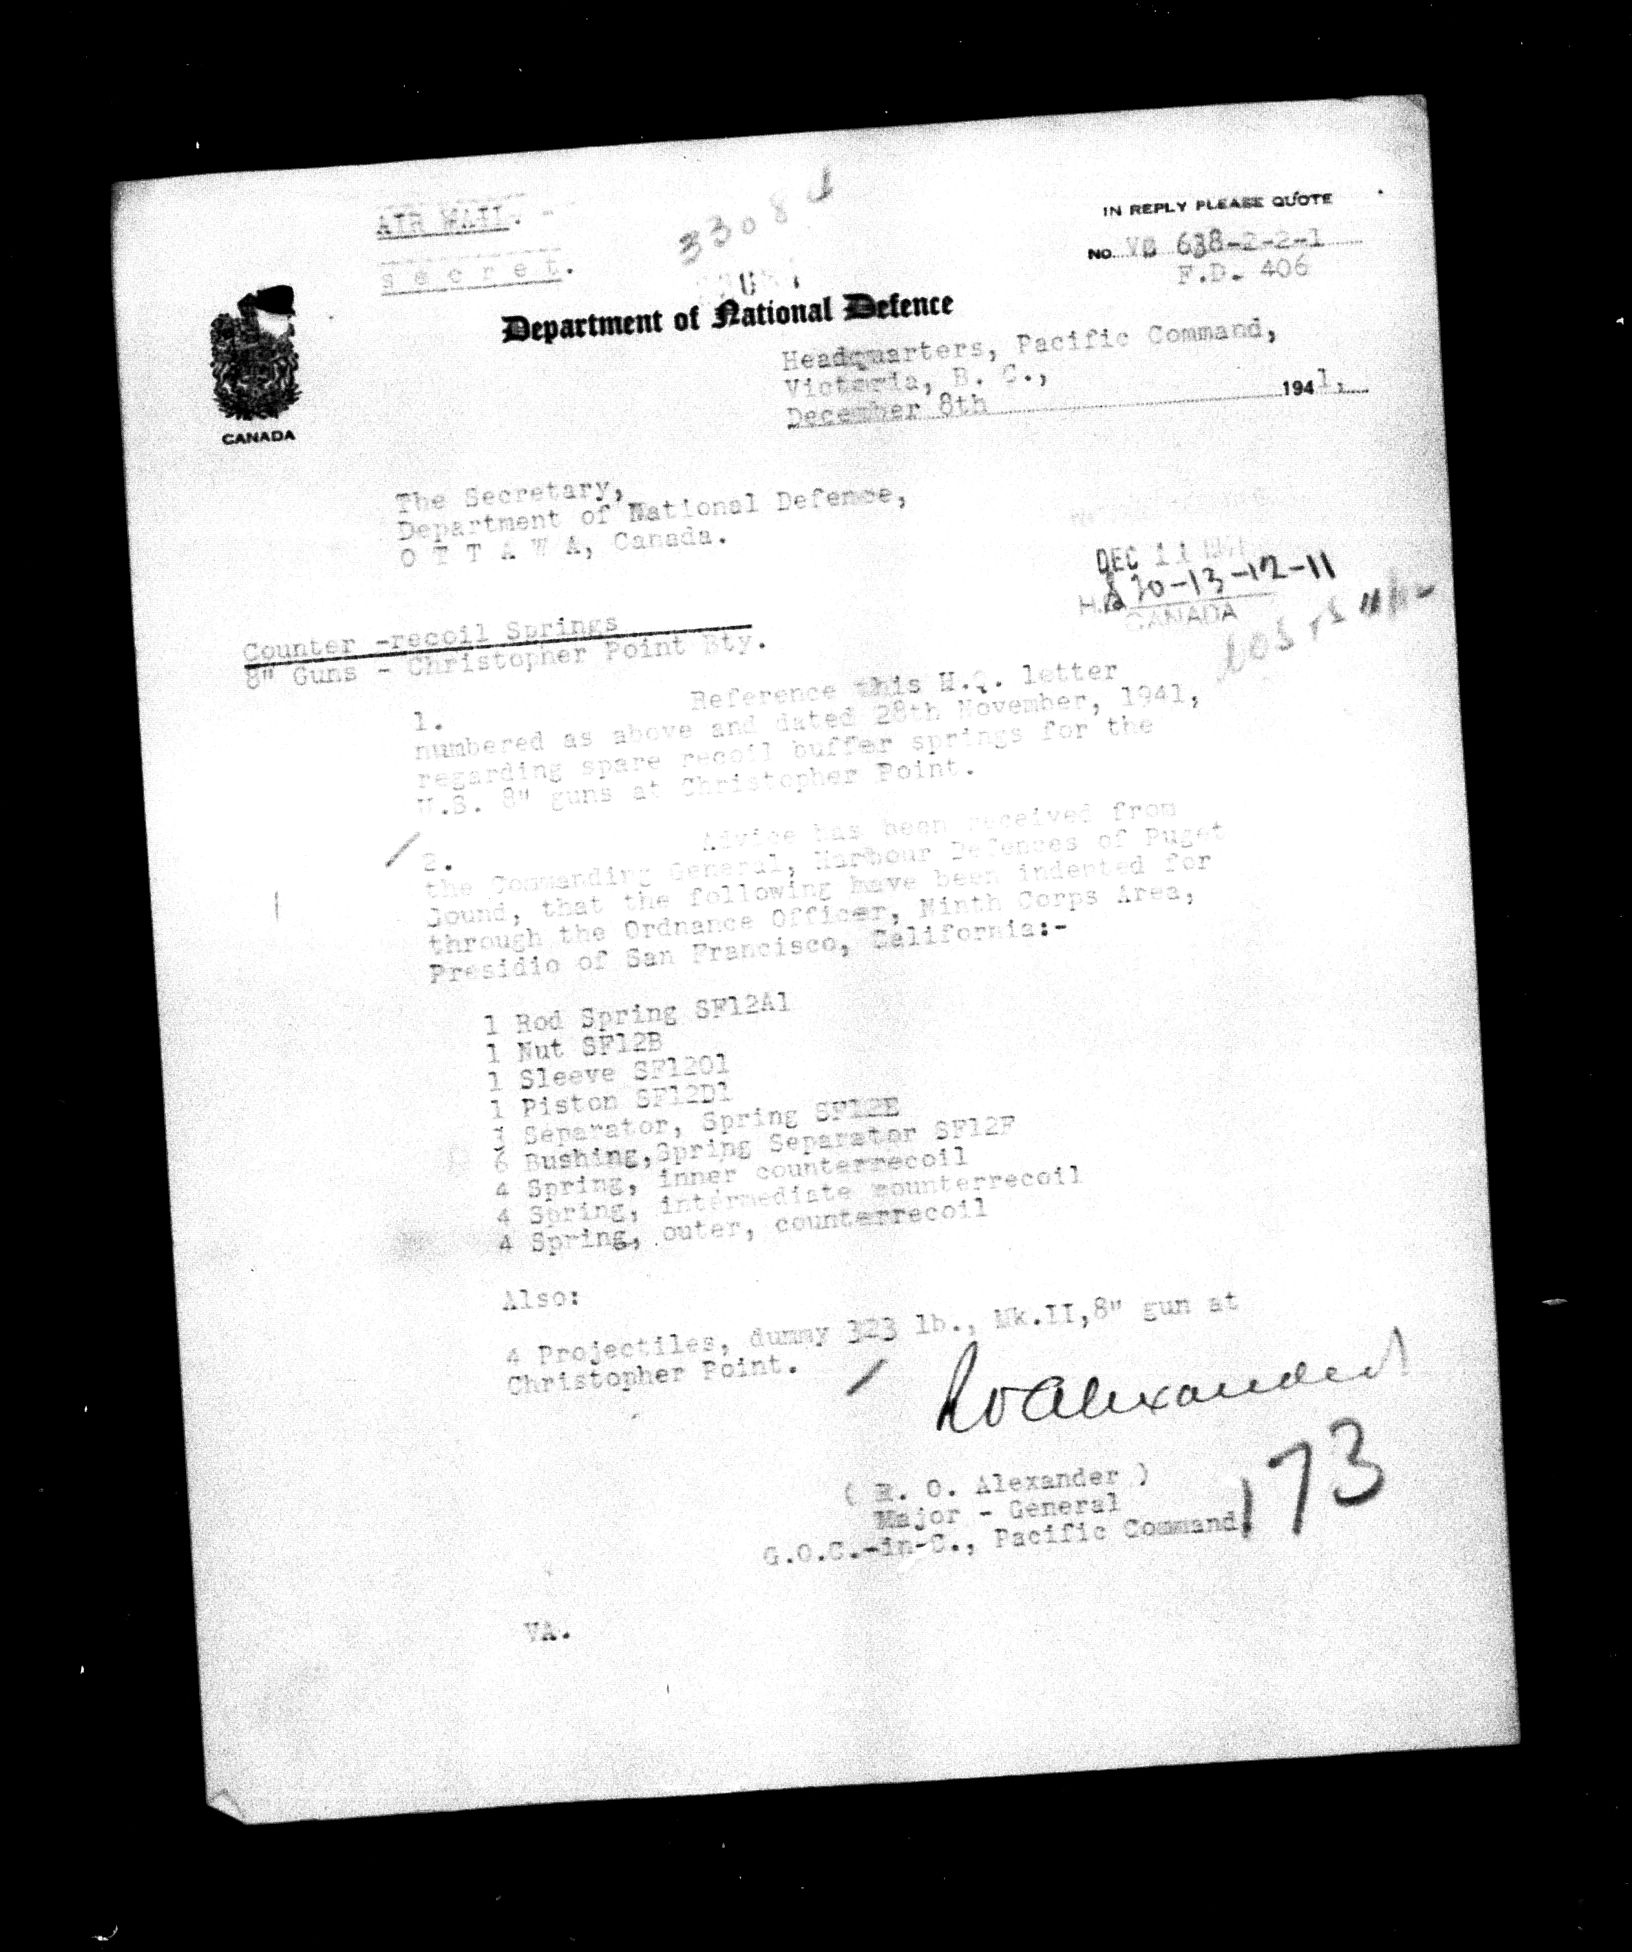 AIR MAIL. -
s e c r e t.
3308
IN REPLY PLEASE QUOTE
No. VS 638-2-2-1
F.D. 406
Department of National Defence
Headquarters, Pacific Command,
Victoria, B. C.,
December 8th 1941.
CANADA
The Secretary,
Department of National Defence,
O T T A W A, Canada.
DEC 11
H.Q. 10-13-12-11
CANADA
Counter -recoil Springs
8" Guns - Christopher Point Bty.
1. Reference this H.Q. letter
numbered as above and dated 28th November, 1941,
regarding spare recoil buffer springs for the
U.S. 8" guns at Christopher Point.
2. Advice has been received from
the Commanding General, Harbour Defences of Puget
Sound, that the following have been indented for
through the Ordnance Officer, Ninth Corps Area,
Presidio of San Francisco, California:-
1 Rod Spring SF12A1
1 Nut SF12B
1 Sleeve SF12O1
1 Piston SF12D1
3 Separator, Spring SF12E
6 Bushing,Spring Separator SF12F
4 Spring, inner counterrecoil
4 Spring, intermediate counterrecoil
4 Spring, outer, counterrecoil
Also:
4 Projectiles, dummy 323 lb., Mk.II,8" gun at
Christopher Point.
ROAlexander
( R. O. Alexander )
Major - General
G.O.C.-in-C., Pacific Command
173
VA.